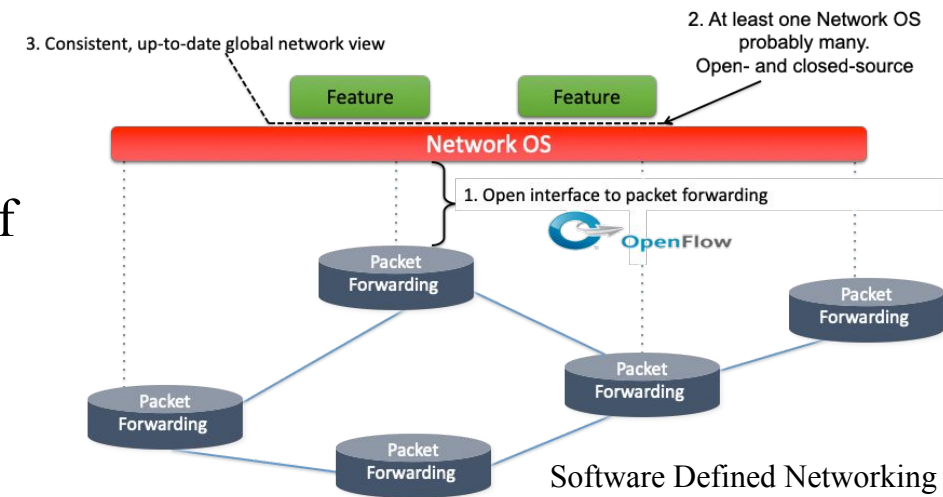 3. Consistent, up-to-date global network view
2. At least one Network OS
probably many.
Open- and closed-source
Feature
Feature
Network OS
1. Open interface to packet forwarding
f
OpenFlow
Packet
Forwarding
Packet
Forwarding
Packet
Forwarding
Packet
Forwarding
Packet
Forwarding
Software Defined Networking